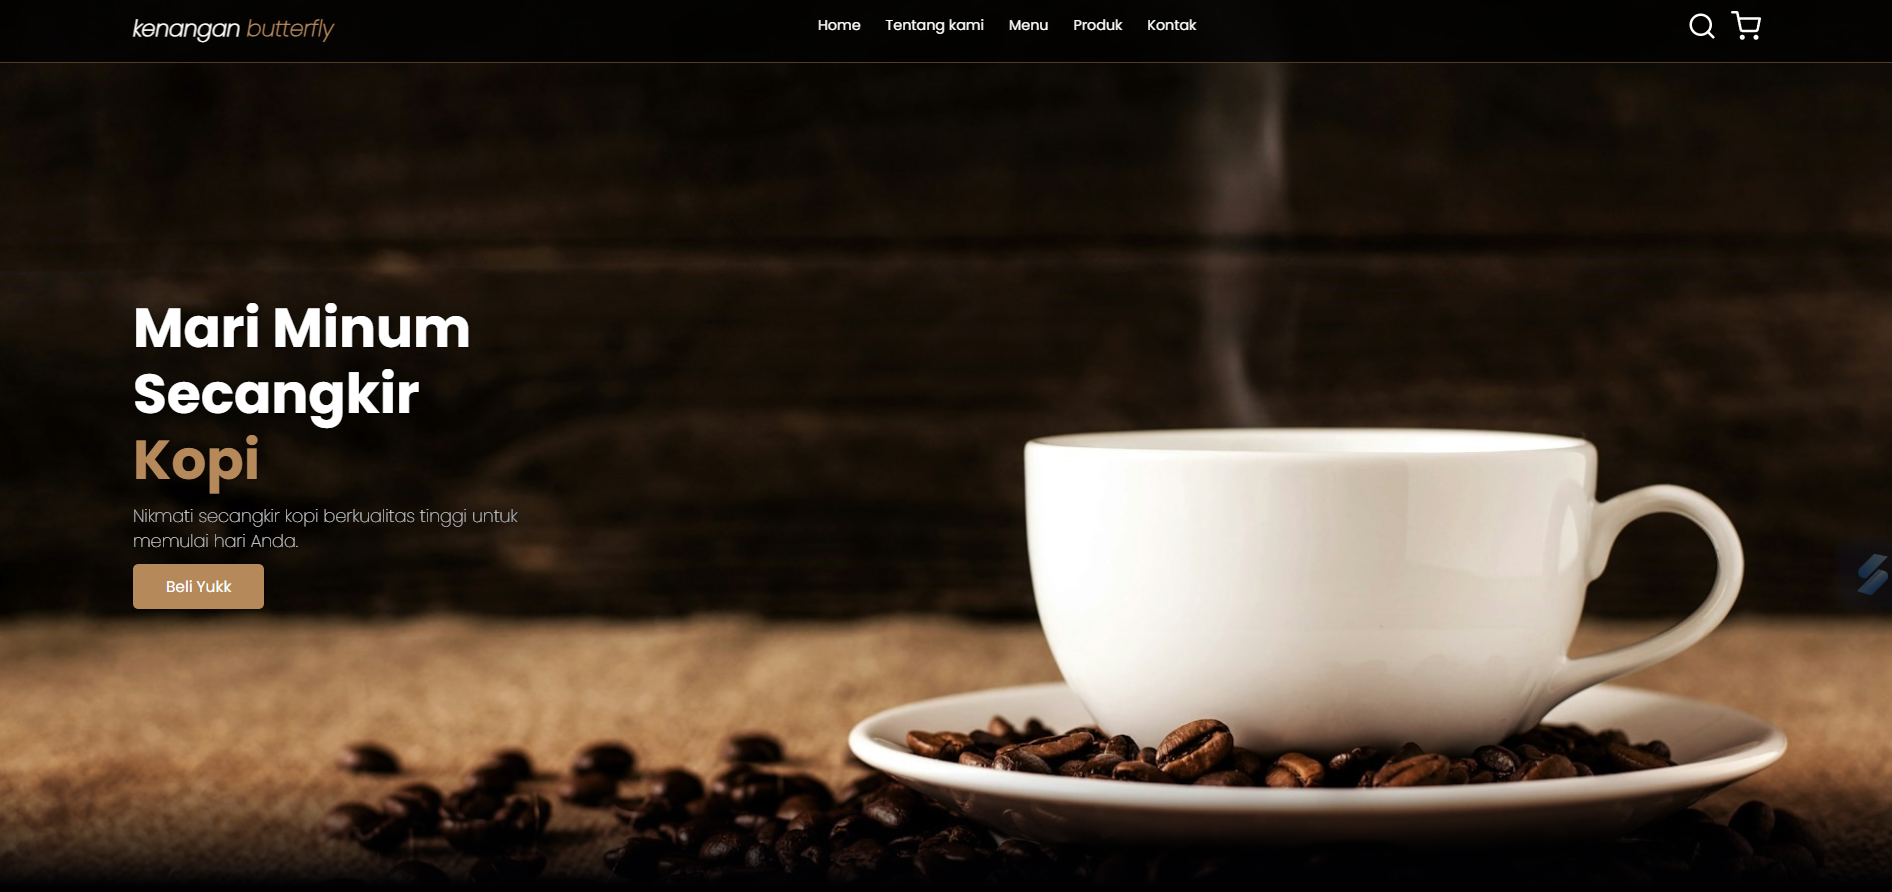 kenangan butterfly
Home
Tentang kami
Menu
Produk
Kontak
Mari Minum
Secangkir
Kopi
Nikmati secangkir kopi berkualitas tinggi untuk
memulai hari Anda.
Beli Yukk